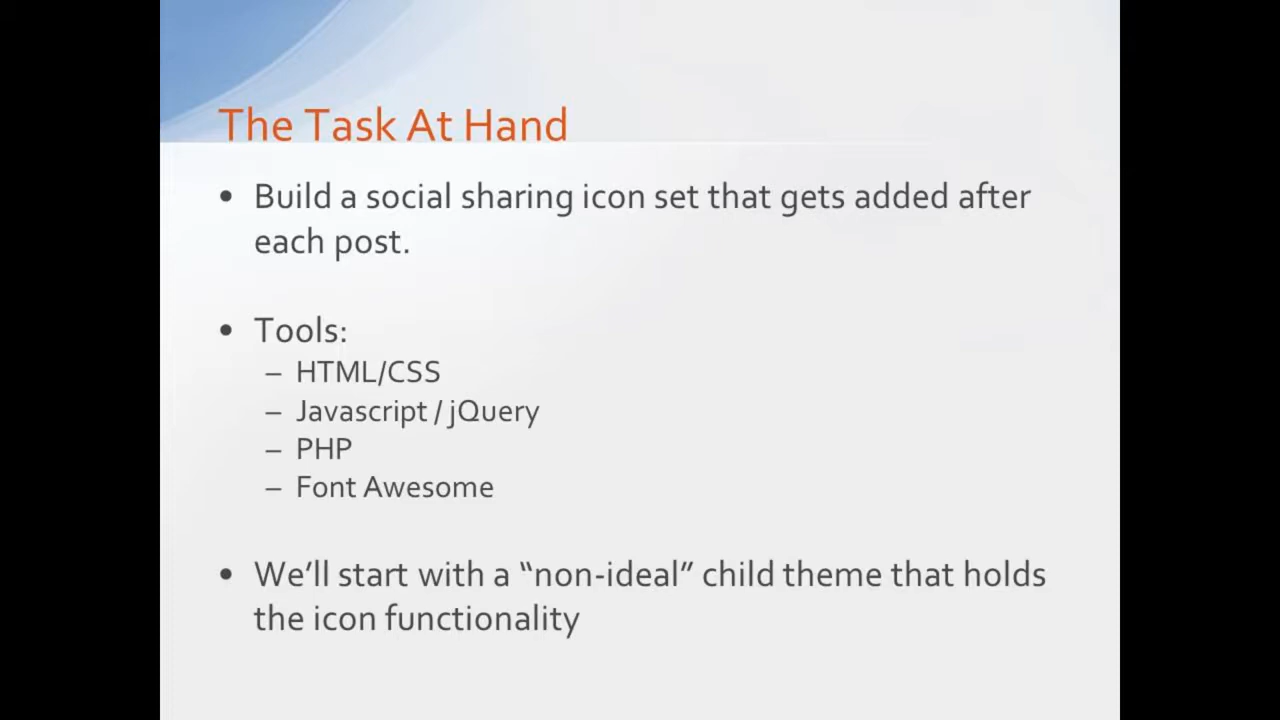 The Task At Hand
• Build a social sharing icon set that gets added after
each post.
• Tools:
– HTML/CSS
– Javascript / jQuery
– PHP
– Font Awesome
• We’ll start with a “non-ideal” child theme that holds
the icon functionality